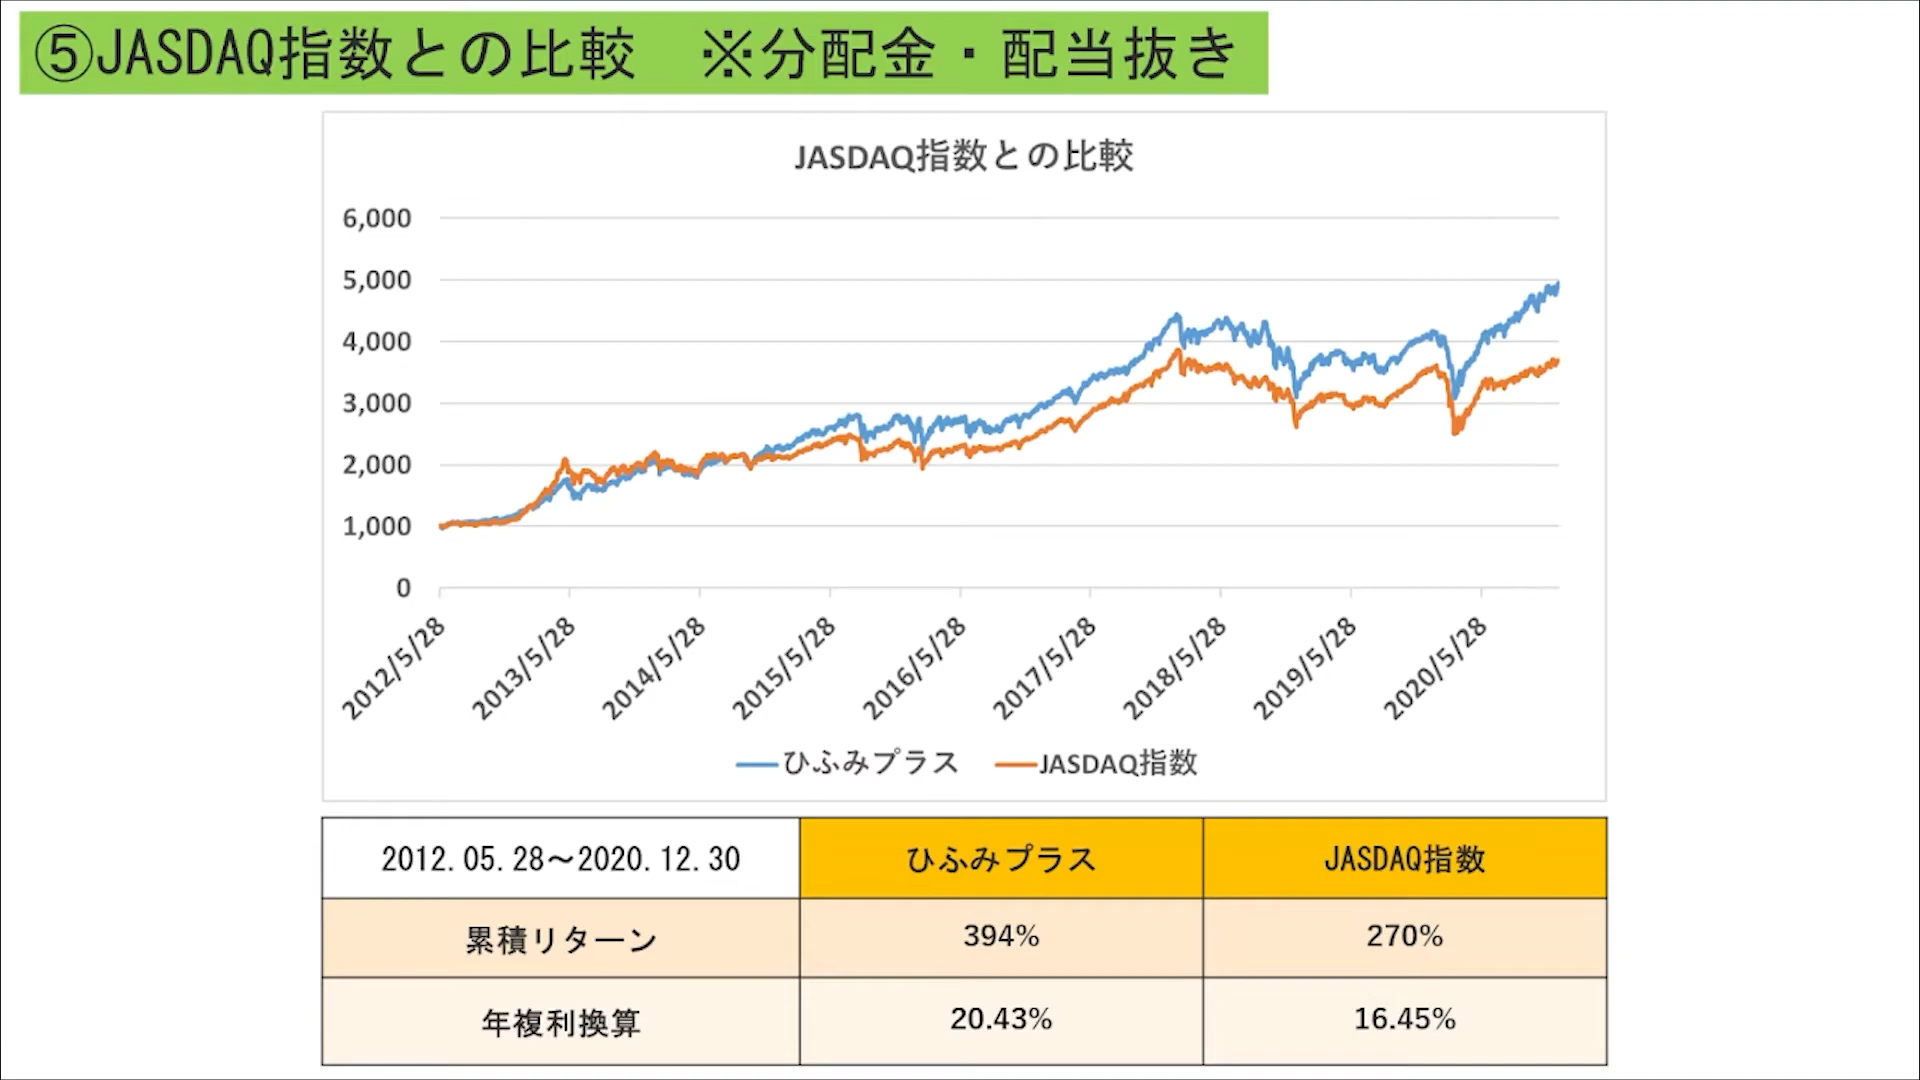 ⑤JASDAQ指数との比較　※分配金・配当抜き
JASDAQ指数との比較
6,000
5,000
4,000
3,000
2,000
1,000
0
2012/5/28
2013/5/28
2014/5/28
2015/5/28
2016/5/28
2017/5/28
2018/5/28
2019/5/28
2020/5/28
ひふみプラス JASDAQ指数
2012.05.28～2020.12.30 ひふみプラス JASDAQ指数
累積リターン 394% 270%
年複利換算 20.43% 16.45%